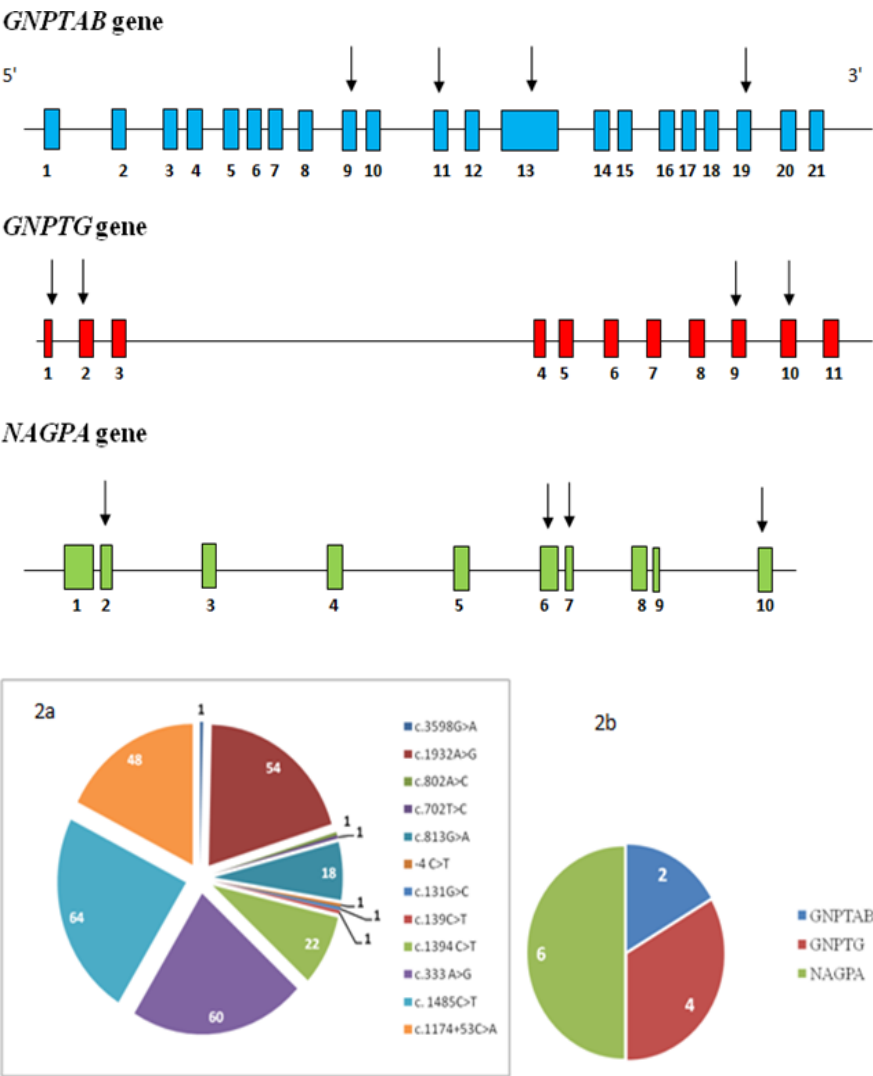 GNPTAB gene
5' 3'
1 2 3 4 5 6 7 8 9 10 11 12 13 14 15 16 17 18 19 20 21
GNPTG gene
1 2 3 4 5 6 7 8 9 10 11
NAGPA gene
1 2 3 4 5 6 7 8 9 10
2a
1
54
1
1
18
1
1
1
22
60
64
48
c.3598G>A
c.1932A>G
c.802A>C
c.702T>C
c.813G>A
-4 C>T
c.131G>C
c.139C>T
c.1394 C>T
c.333 A>G
c. 1485C>T
c.1174+53C>A
2b
2
4
6
GNPTAB
GNPTG
NAGPA